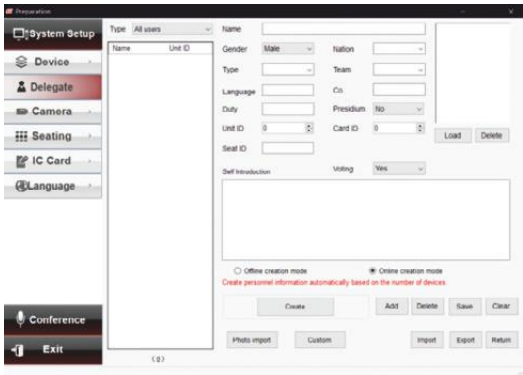 Preparation
System Setup
Device
Delegate
Camera
Seating
IC Card
Language
Conference
Exit
Type All users
Name Unit ID
(0)
Name
Gender Male Nation
Type Team
Language Co.
Duty Presidium No
Unit ID 0 Card ID 0
Seat ID
Load Delete
Self Introduction Voting Yes
Offline creation mode Online creation mode
Create personnel information automatically based on the number of devices
Create Add Delete Save Clear
Photo import Custom Import Export Return